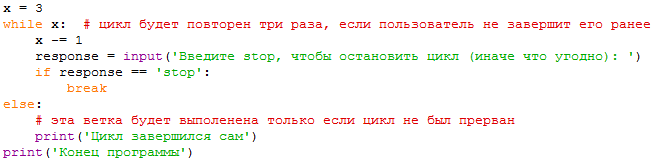 x = 3
while x:  # цикл будет повторен три раза, если пользователь не завершит его ранее
    x -= 1
    response = input('Введите stop, чтобы остановить цикл (иначе что угодно): ')
    if response == 'stop':
        break
else:
    # эта ветка будет выполенена только если цикл не был прерван
    print('Цикл завершился сам')
print('Конец программы')